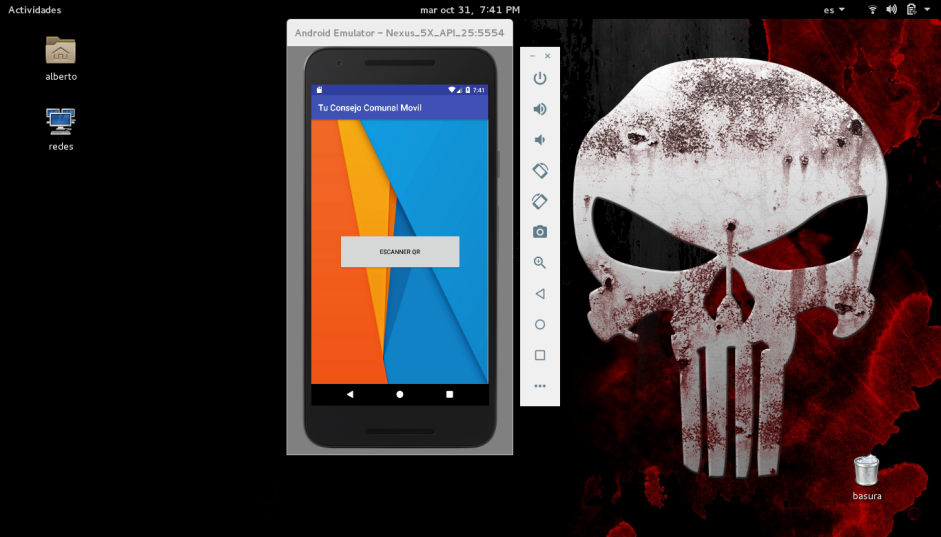 Actividades
mar oct 31, 7:41 PM
es
alberto
redes
Android Emulator - Nexus_5X_API_25:5554
7:41
Tu Consejo Comunal Movil
ESCANNER QR
basura